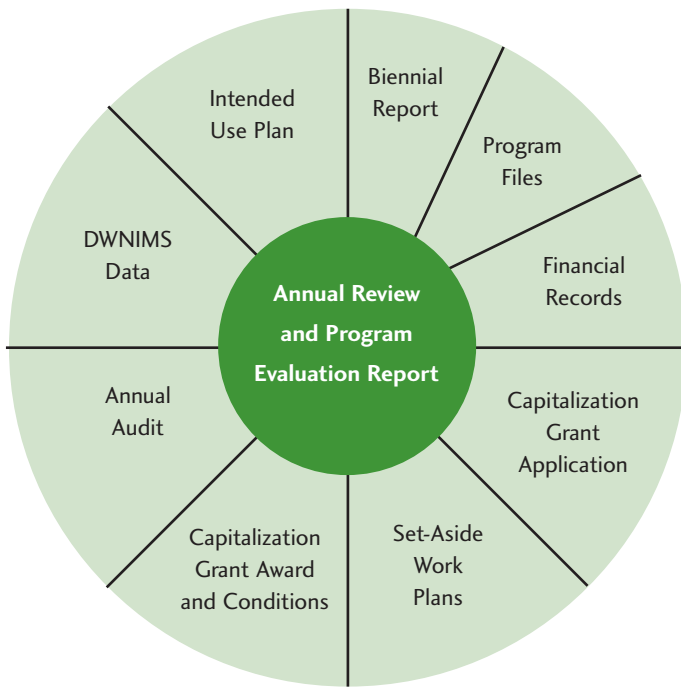 Intended
Use Plan
Biennial
Report
Program
Files
Financial
Records
Capitalization
Grant
Application
Set-Aside
Work
Plans
Capitalization
Grant Award
and Conditions
Annual
Audit
DWNIMS
Data
Annual Review
and Program
Evaluation Report